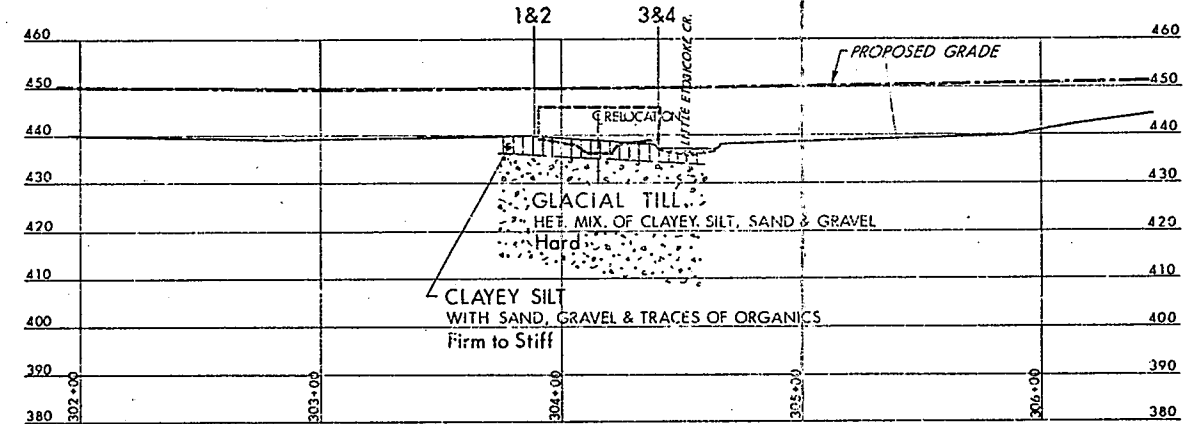 1&2
3&4
LITTLE ETOBICOKE CR.
460
460
PROPOSED GRADE
450
450
℄ RELOCATION
440
440
430
430
GLACIAL TILL
HET. MIX. OF CLAYEY SILT, SAND & GRAVEL
Hard
420
420
410
410
CLAYEY SILT
WITH SAND, GRAVEL & TRACES OF ORGANICS
Firm to Stiff
400
400
390
390
380
380
302+00
303+00
304+00
305+00
306+00